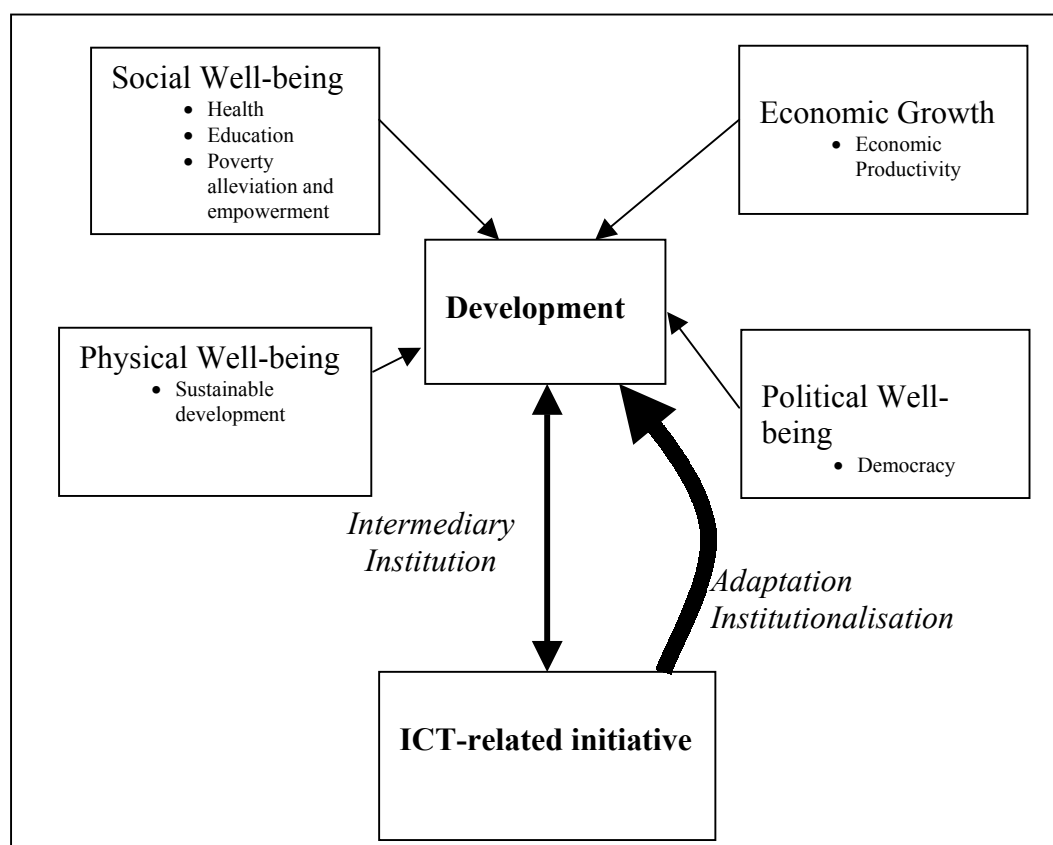 Social Well-being
• Health
• Education
• Poverty
alleviation and
empowerment
Economic Growth
• Economic
Productivity
Development
Physical Well-being
• Sustainable
development
Political Well-
being
• Democracy
Intermediary
Institution
Adaptation
Institutionalisation
ICT-related initiative